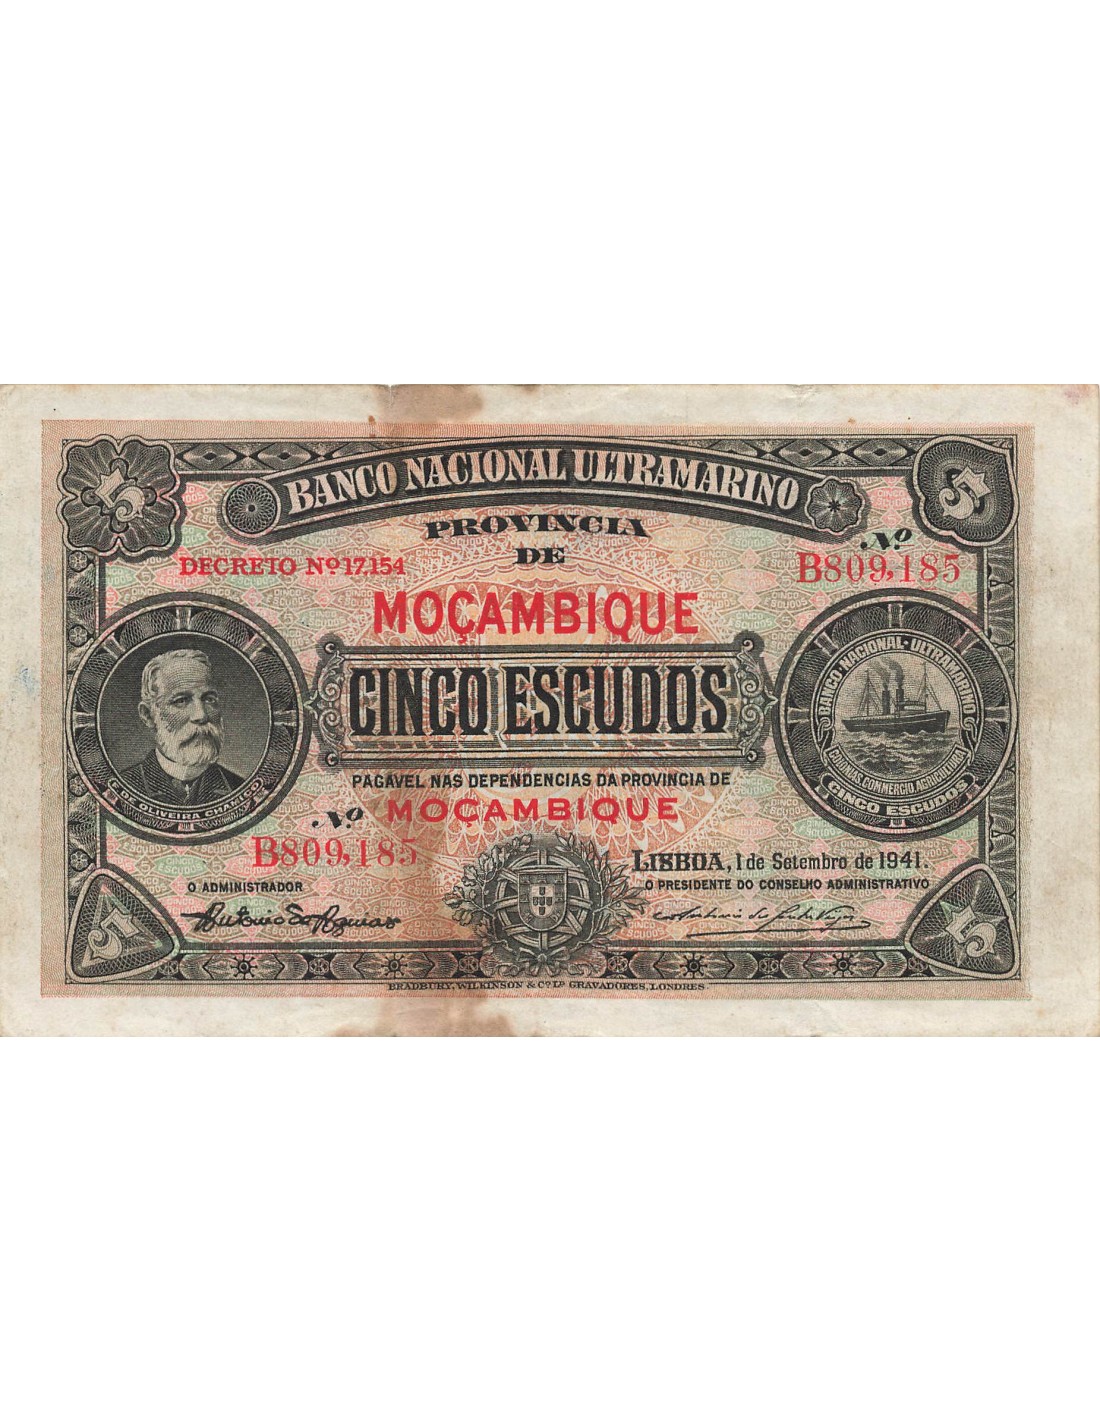 5
BANCO NACIONAL ULTRAMARINO
5
PROVINCIA
DE
MOÇAMBIQUE
DECRETO Nº 17.154
Nº
B809,185
CINCO ESCUDOS
C. DE OLIVEIRA CHAMIÇO
BANCO NACIONAL ULTRAMARINO
COLONIAS, COMMERCIO, AGRICULTURA
CINCO ESCUDOS
PAGAVEL NAS DEPENDENCIAS DA PROVINCIA DE
MOÇAMBIQUE
Nº
B809,185
LISBOA, 1 de Setembro de 1941.
O ADMINISTRADOR
O PRESIDENTE DO CONSELHO ADMINISTRATIVO
5
5
BRADBURY, WILKINSON & Cº Lᴰ GRAVADORES, LONDRES.